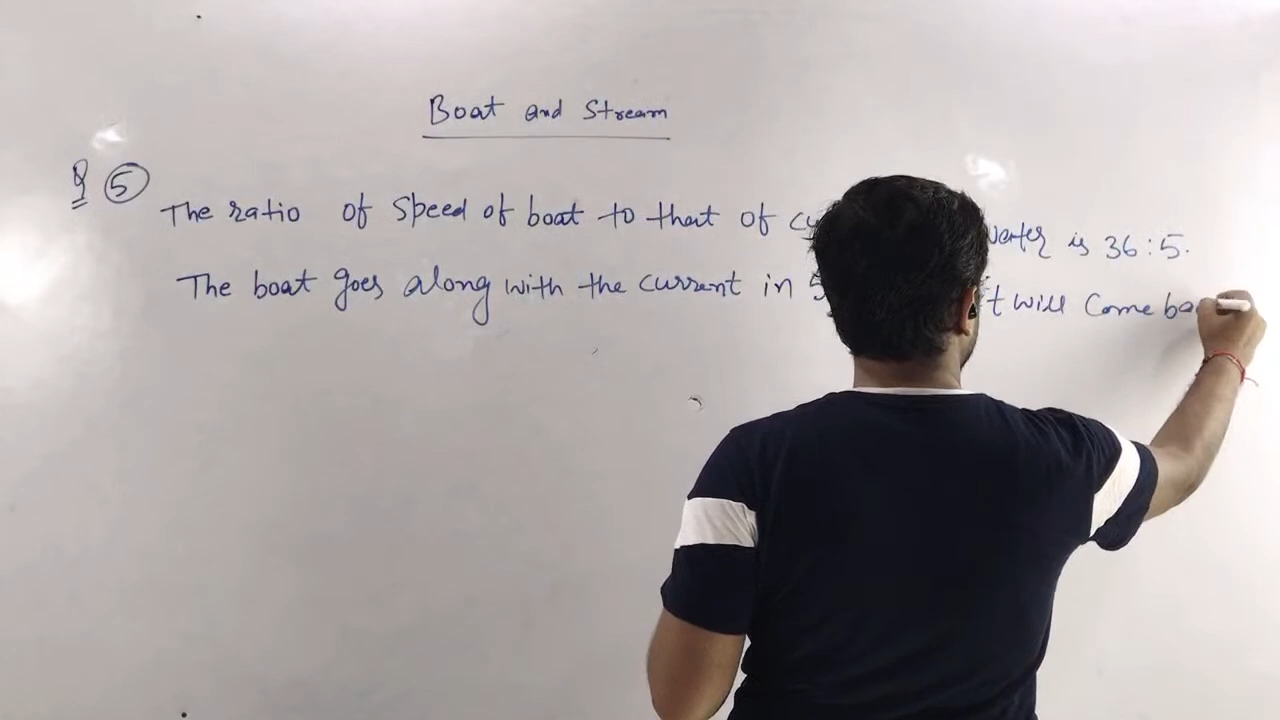 Boat and Stream
Q 5
The ratio of speed of boat to that of water is 36:5.
The boat goes along with the current in 5 it will come